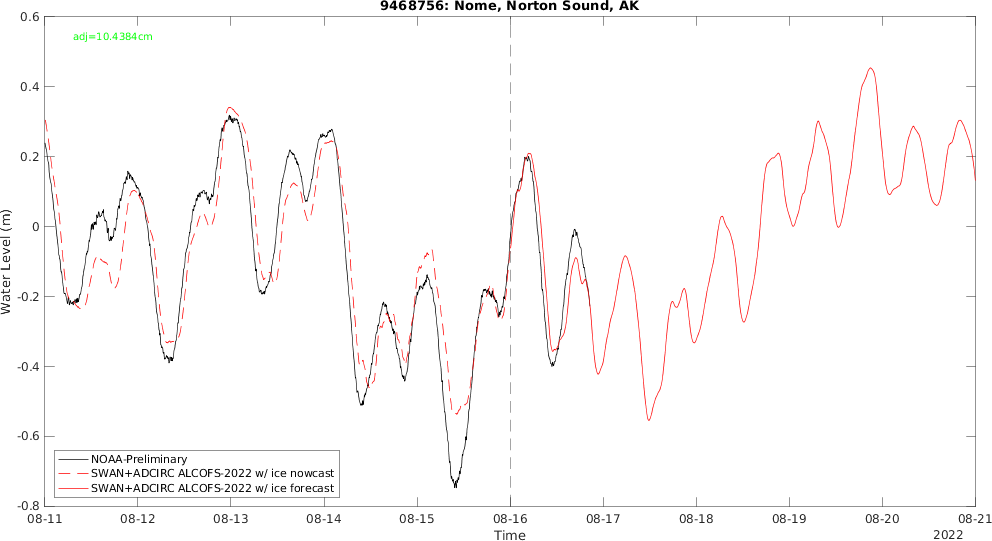 9468756: Nome, Norton Sound, AK
adj=10.4384cm
0.6
0.4
0.2
0
-0.2
-0.4
-0.6
-0.8
Water Level (m)
NOAA-Preliminary
SWAN+ADCIRC ALCOFS-2022 w/ ice nowcast
SWAN+ADCIRC ALCOFS-2022 w/ ice forecast
08-11 08-12 08-13 08-14 08-15 08-16 08-17 08-18 08-19 08-20 08-21
Time
2022